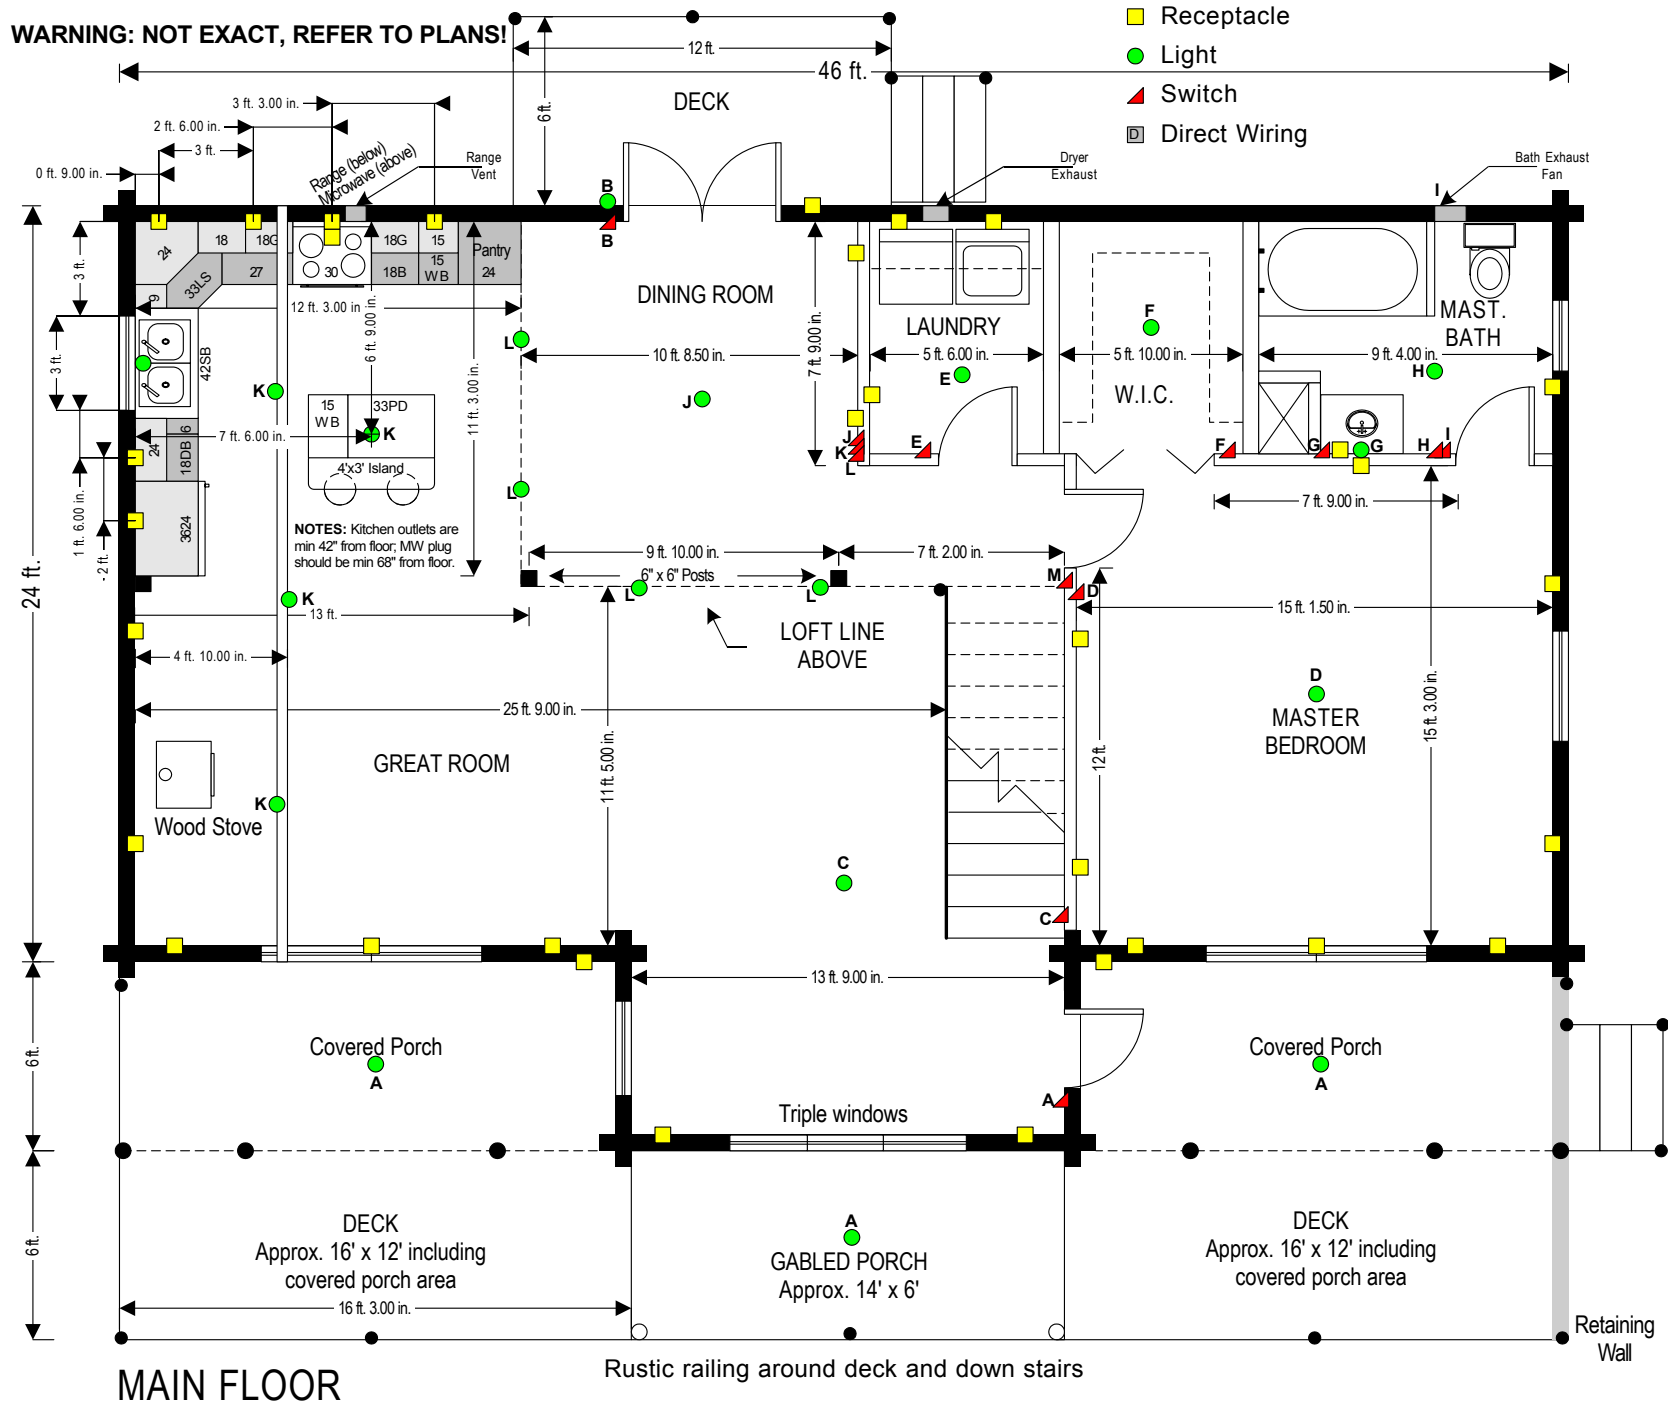 WARNING: NOT EXACT, REFER TO PLANS!
Receptacle
Light
Switch
D Direct Wiring
12 ft.
46 ft.
6 ft.
DECK
3 ft. 3.00 in.
2 ft. 6.00 in.
3 ft.
0 ft. 9.00 in.
Range (below)
Microwave (above)
Range
Vent
Dryer
Exhaust
Bath Exhaust
Fan
I
B
B
24
18
18G
18G
15
Pantry
33LS
27
30
18B
15
WB
24
9
3 ft.
12 ft. 3.00 in.
6 ft. 9.00 in.
DINING ROOM
LAUNDRY
F
MAST.
BATH
42SB
3 ft.
L
10 ft. 8.50 in.
7 ft. 9.00 in.
5 ft. 6.00 in.
5 ft. 10.00 in.
9 ft. 4.00 in.
E
H
W.I.C.
K
J
11 ft. 3.00 in.
15
WB
33PD
K
7 ft. 6.00 in.
24
18DB
6
4'x3' Island
J
K
L
E
F
G
G
H
I
L
3624
1 ft. 6.00 in.
2 ft.
7 ft. 9.00 in.
NOTES: Kitchen outlets are
min 42" from floor; MW plug
should be min 68" from floor.
9 ft. 10.00 in.
7 ft. 2.00 in.
6" x 6" Posts
M
D
24 ft.
K
L
L
13 ft.
15 ft. 1.50 in.
LOFT LINE
ABOVE
4 ft. 10.00 in.
D
25 ft. 9.00 in.
MASTER
BEDROOM
15 ft. 3.00 in.
GREAT ROOM
11 ft. 5.00 in.
12 ft.
K
Wood Stove
C
C
13 ft. 9.00 in.
6 ft.
Covered Porch
A
Covered Porch
A
A
Triple windows
6 ft.
DECK
Approx. 16' x 12' including
covered porch area
A
GABLED PORCH
Approx. 14' x 6'
DECK
Approx. 16' x 12' including
covered porch area
16 ft. 3.00 in.
Retaining
Wall
Rustic railing around deck and down stairs
MAIN FLOOR